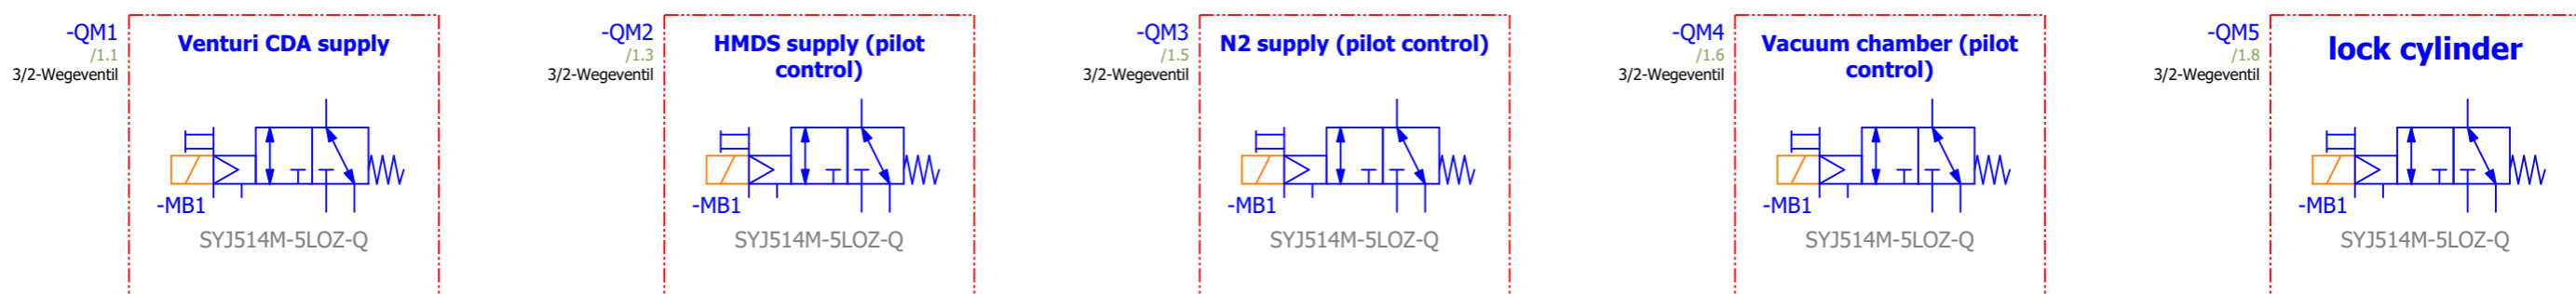 -QM1
/1.1
3/2-Wegeventil
Venturi CDA supply
-MB1
SYJ514M-5LOZ-Q
-QM2
/1.3
3/2-Wegeventil
HMDS supply (pilot
control)
-MB1
SYJ514M-5LOZ-Q
-QM3
/1.5
3/2-Wegeventil
N2 supply (pilot control)
-MB1
SYJ514M-5LOZ-Q
-QM4
/1.6
3/2-Wegeventil
Vacuum chamber (pilot
control)
-MB1
SYJ514M-5LOZ-Q
-QM5
/1.8
3/2-Wegeventil
lock cylinder
-MB1
SYJ514M-5LOZ-Q